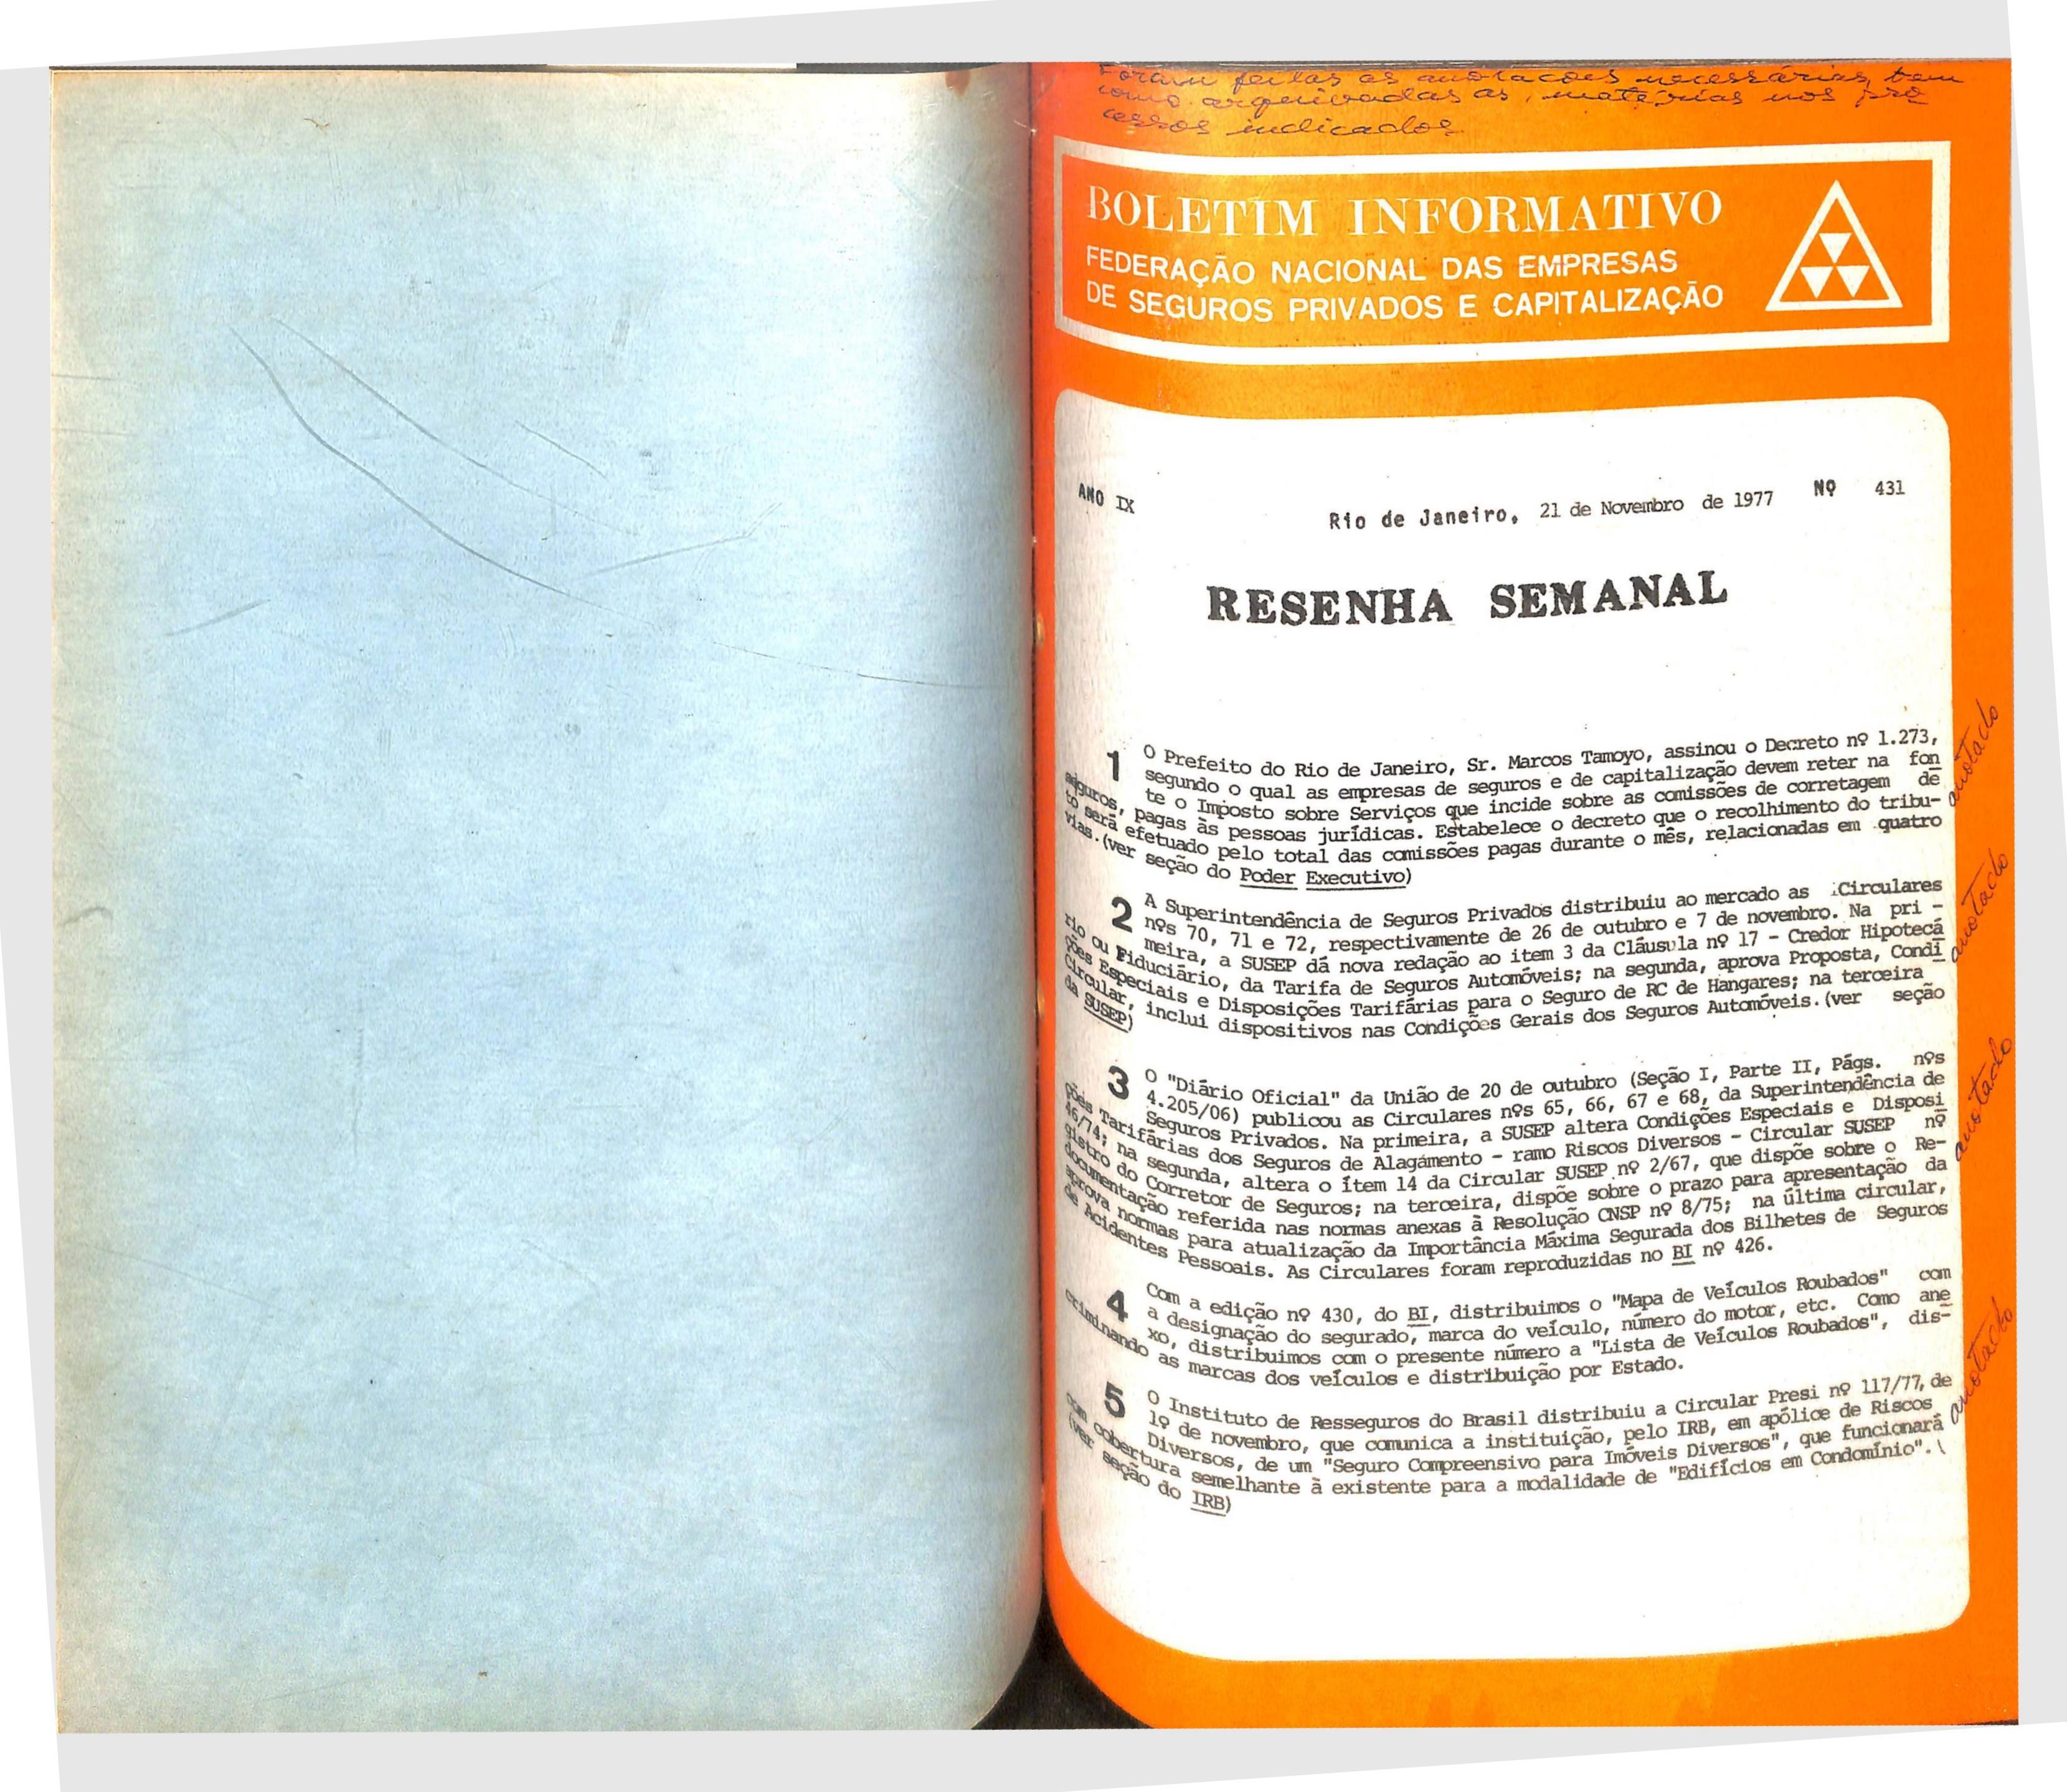 Foram feitas as anotações necessárias, bem
como arquivadas as matérias nos pro
cessos indicados
BOLETIM INFORMATIVO
FEDERAÇÃO NACIONAL DAS EMPRESAS
DE SEGUROS PRIVADOS E CAPITALIZAÇÃO
ANO IX
Rio de Janeiro, 21 de Novembro de 1977 Nº 431
RESENHA SEMANAL
1 O Prefeito do Rio de Janeiro, Sr. Marcos Tamoyo, assinou o Decreto nº 1.273,
segundo o qual as empresas de seguros e de capitalização devem reter na fon
te o Imposto sobre Serviços que incide sobre as comissões de corretagem de
seguros, pagas às pessoas jurídicas. Estabelece o decreto que o recolhimento do tribu-
to será efetuado pelo total das comissões pagas durante o mês, relacionadas em quatro
vias. (ver seção do Poder Executivo)
anotado
2 A Superintendência de Seguros Privados distribuiu ao mercado as Circulares
nºs 70, 71 e 72, respectivamente de 26 de outubro e 7 de novembro. Na pri -
meira, a SUSEP dá nova redação ao item 3 da Cláusula nº 17 - Credor Hipotecá
rio ou Fiduciário, da Tarifa de Seguros Automóveis; na segunda, aprova Proposta, Condi
ções Especiais e Disposições Tarifárias para o Seguro de RC de Hangares; na terceira
Circular, inclui dispositivos nas Condições Gerais dos Seguros Automóveis. (ver seção
da SUSEP)
anotado
3 O "Diário Oficial" da União de 20 de outubro (Seção I, Parte II, Págs. nºs
4.205/06) publicou as Circulares nºs 65, 66, 67 e 68, da Superintendência de
Seguros Privados. Na primeira, a SUSEP altera Condições Especiais e Disposi
ções Tarifárias dos Seguros de Alagamento - ramo Riscos Diversos - Circular SUSEP nº
46/74; na segunda, altera o ítem 14 da Circular SUSEP nº 2/67, que dispõe sobre o Re-
gistro do Corretor de Seguros; na terceira, dispõe sobre o prazo para apresentação da
documentação referida nas normas anexas à Resolução CNSP nº 8/75; na última circular,
aprova normas para atualização da Importância Máxima Segurada dos Bilhetes de Seguros
de Acidentes Pessoais. As Circulares foram reproduzidas no BI nº 426.
anotado
4 Com a edição nº 430, do BI, distribuimos o "Mapa de Veículos Roubados" com
a designação do segurado, marca do veículo, número do motor, etc. Como ane
xo, distribuimos com o presente número a "Lista de Veículos Roubados", dis-
criminando as marcas dos veículos e distribuição por Estado.
5 O Instituto de Resseguros do Brasil distribuiu a Circular Presi nº 117/77, de
1º de novembro, que comunica a instituição, pelo IRB, em apólice de Riscos
Diversos, de um "Seguro Compreensivo para Imóveis Diversos", que funcionará
com cobertura semelhante à existente para a modalidade de "Edifícios em Condomínio".
(ver seção do IRB)
anotado